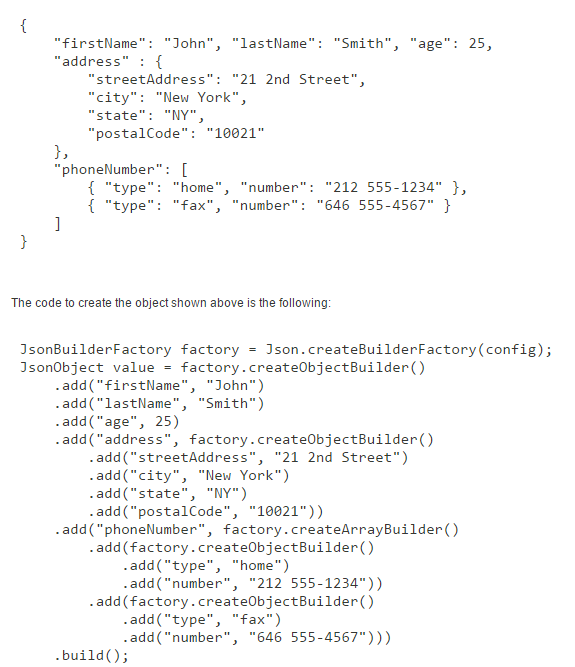 {
    "firstName": "John", "lastName": "Smith", "age": 25,
    "address" : {
        "streetAddress": "21 2nd Street",
        "city": "New York",
        "state": "NY",
        "postalCode": "10021"
    },
    "phoneNumber": [
        { "type": "home", "number": "212 555-1234" },
        { "type": "fax", "number": "646 555-4567" }
    ]
}
The code to create the object shown above is the following:
JsonBuilderFactory factory = Json.createBuilderFactory(config);
JsonObject value = factory.createObjectBuilder()
    .add("firstName", "John")
    .add("lastName", "Smith")
    .add("age", 25)
    .add("address", factory.createObjectBuilder()
        .add("streetAddress", "21 2nd Street")
        .add("city", "New York")
        .add("state", "NY")
        .add("postalCode", "10021"))
    .add("phoneNumber", factory.createArrayBuilder()
        .add(factory.createObjectBuilder()
            .add("type", "home")
            .add("number", "212 555-1234"))
        .add(factory.createObjectBuilder()
            .add("type", "fax")
            .add("number", "646 555-4567")))
    .build();